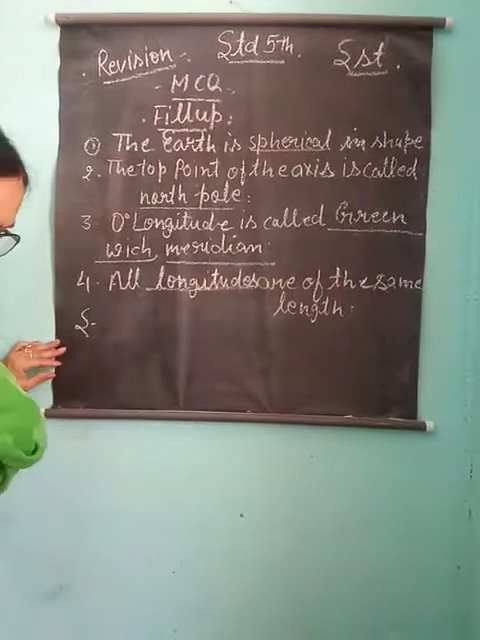 Revision - Std 5th. Sst.
- MCQ.
. Fillup:
① The Earth is spherical in shape
2. The top Point of the axis is called
north pole:
3. 0° Longitude is called Green
wich, meridian.
4. All longitudes are of the same
length:
5.